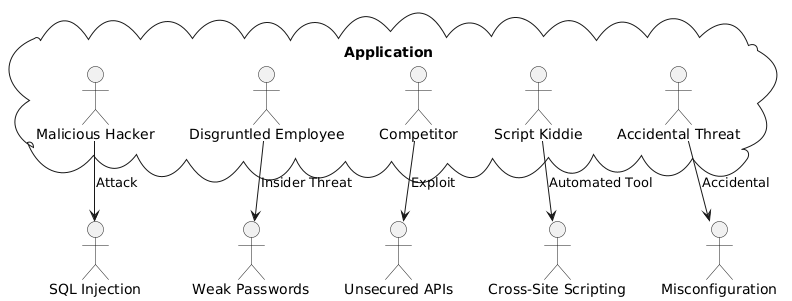 Application
Malicious Hacker
Disgruntled Employee
Competitor
Script Kiddie
Accidental Threat
Attack
Insider Threat
Exploit
Automated Tool
Accidental
SQL Injection
Weak Passwords
Unsecured APIs
Cross-Site Scripting
Misconfiguration